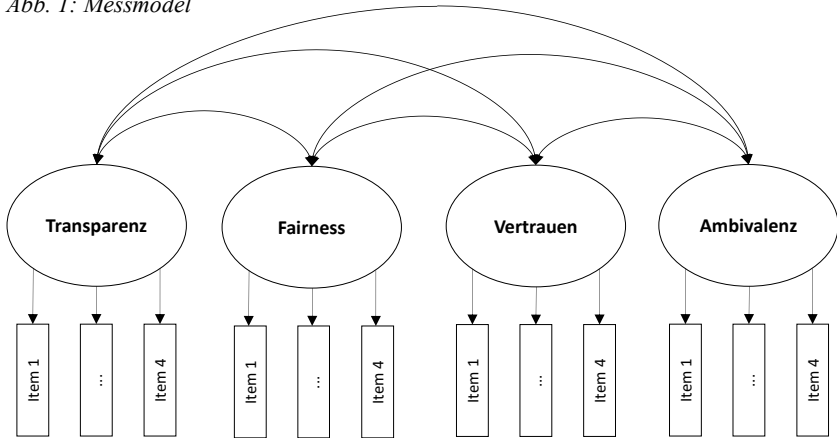 Abb. 1: Messmodel
Transparenz
Fairness
Vertrauen
Ambivalenz
Item 1
...
Item 4
Item 1
...
Item 4
Item 1
...
Item 4
Item 1
...
Item 4